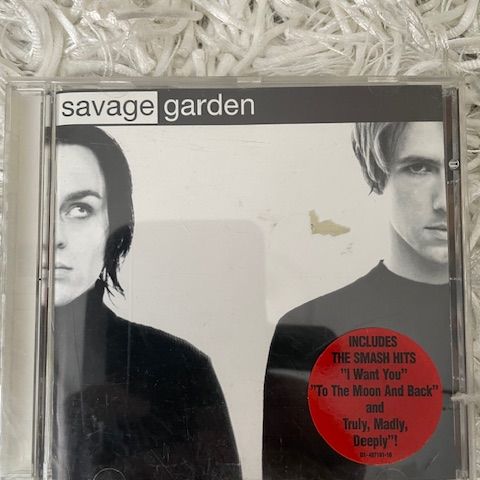 savage garden
INCLUDES
THE SMASH HITS
"I Want You"
"To The Moon And Back"
and
Truly, Madly,
Deeply"!